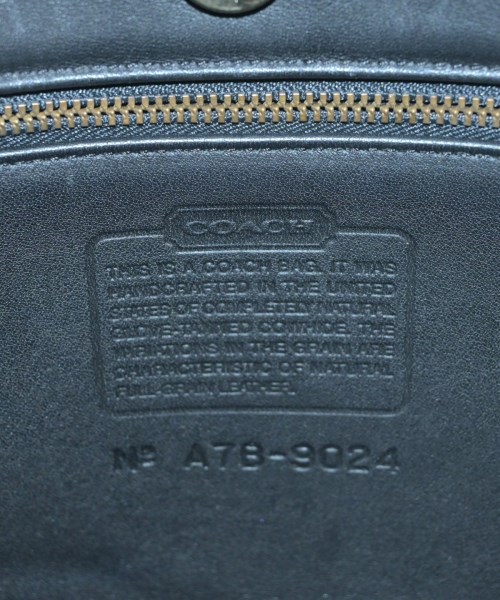 COACH
THIS IS A COACH BAG. IT WAS
HANDCRAFTED IN THE UNITED
STATES OF COMPLETELY NATURAL
GLOVE-TANNED COWHIDE. THE
VARIATIONS IN THE GRAIN ARE
CHARACTERISTIC OF NATURAL
FULL GRAIN LEATHER.
Nº A7B-9024